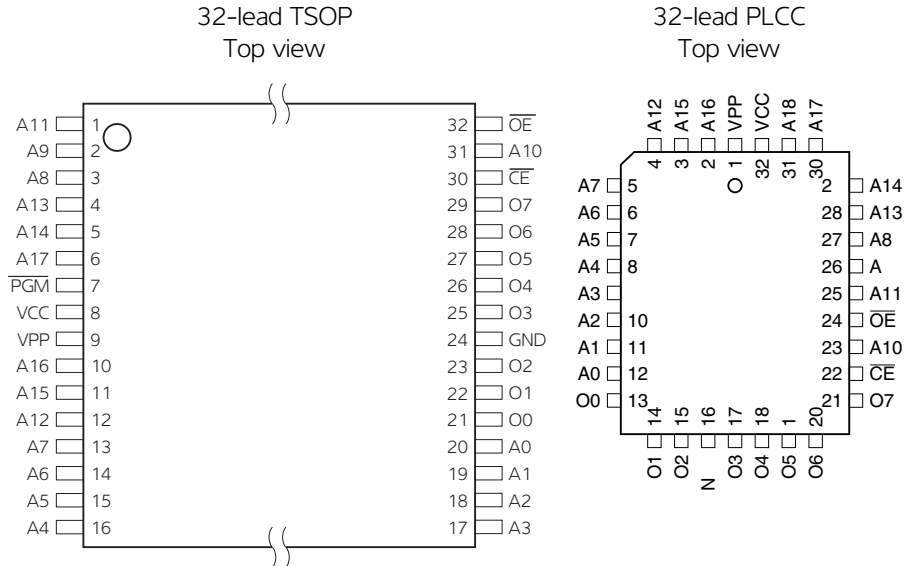 32-lead TSOP
Top view
A11 1
A9 2
A8 3
A13 4
A14 5
A17 6
P̅G̅M̅ 7
VCC 8
VPP 9
A16 10
A15 11
A12 12
A7 13
A6 14
A5 15
A4 16
32 O̅E̅
31 A10
30 C̅E̅
29 O7
28 O6
27 O5
26 O4
25 O3
24 GND
23 O2
22 O1
21 O0
20 A0
19 A1
18 A2
17 A3
32-lead PLCC
Top view
A12 A15 A16 VPP VCC A18 A17
4 3 2 1 32 31 30
A7 5
A6 6
A5 7
A4 8
A3
A2 10
A1 11
A0 12
O0 13
2 A14
28 A13
27 A8
26 A
25 A11
24 O̅E̅
23 A10
22 C̅E̅
21 O7
14 15 16 17 18 1 20
O1 O2 N O3 O4 O5 O6